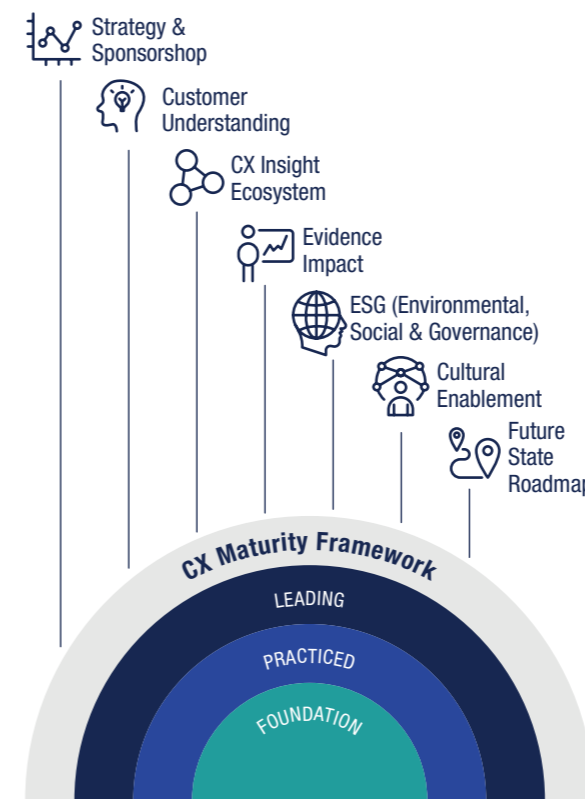 Strategy &
Sponsorshop
Customer
Understanding
CX Insight
Ecosystem
Evidence
Impact
ESG (Environmental,
Social & Governance)
Cultural
Enablement
Future
State
Roadmap
CX Maturity Framework
LEADING
PRACTICED
FOUNDATION